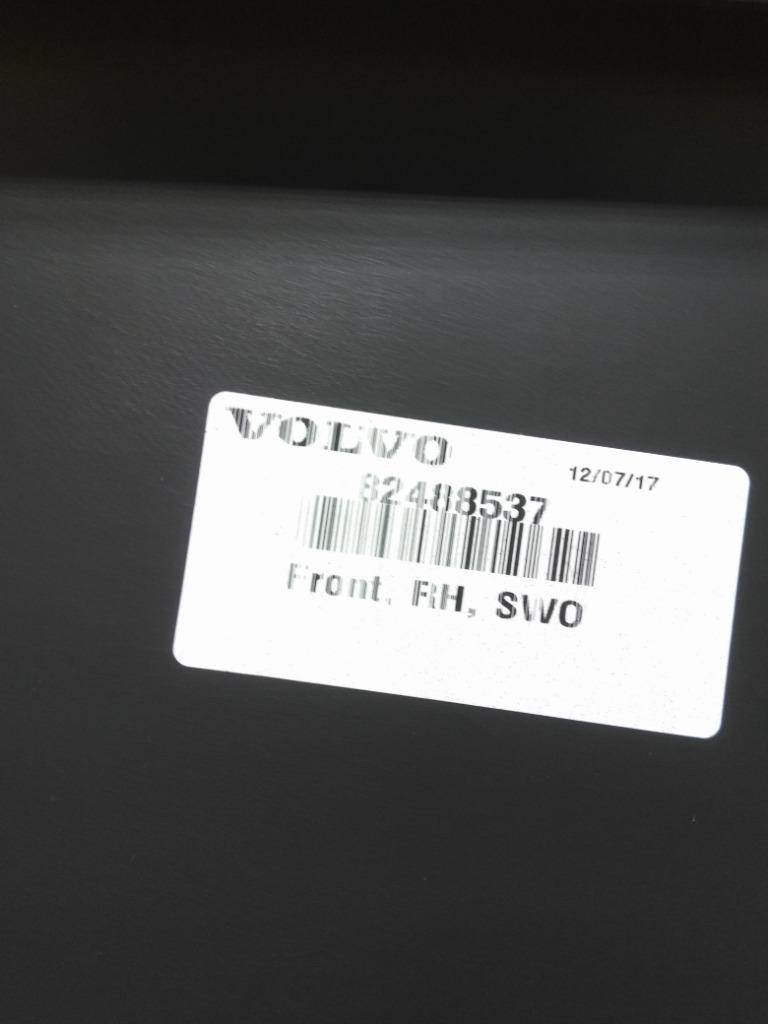 VOLVO
12/07/17
82488537
Front, RH, SWO